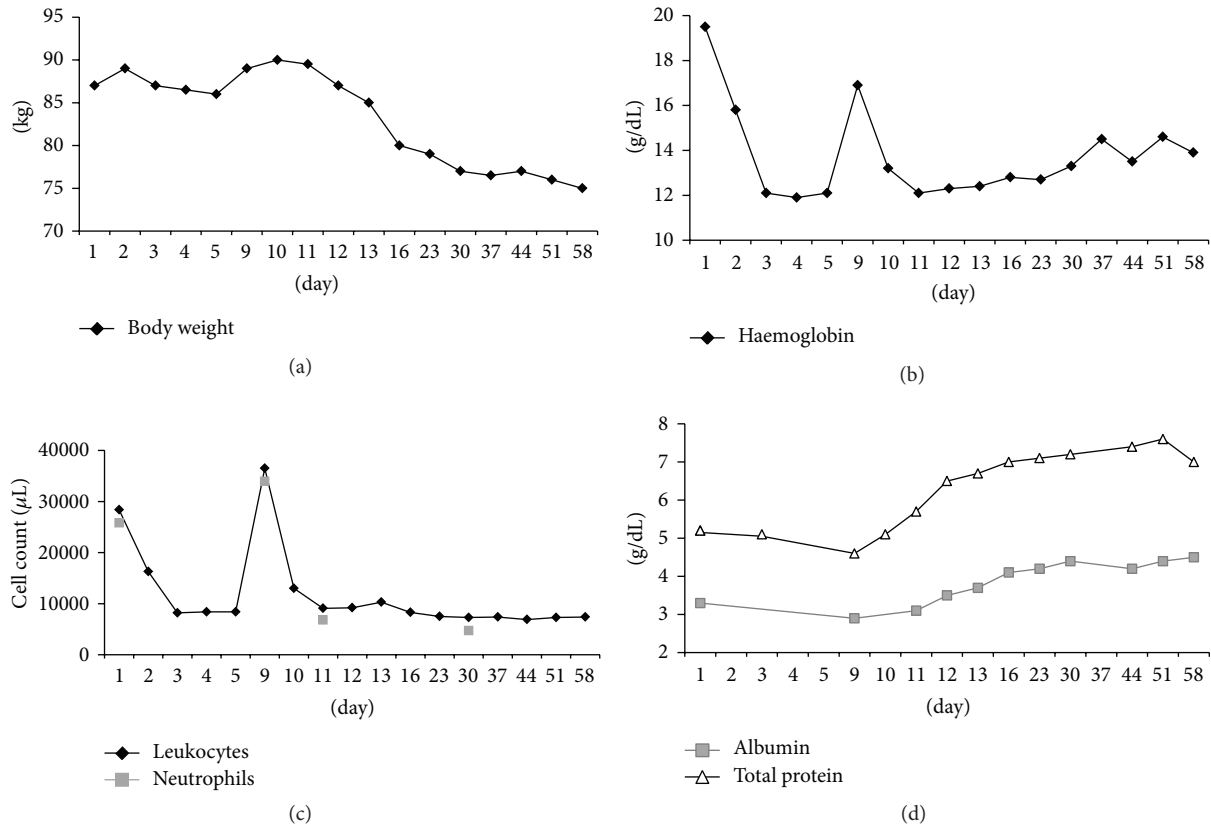 95
90
85
80
75
70
(kg)
1 2 3 4 5 9 10 11 12 13 16 23 30 37 44 51 58
(day)
Body weight
(a)
20
18
16
14
12
10
(g/dL)
1 2 3 4 5 9 10 11 12 13 16 23 30 37 44 51 58
(day)
Haemoglobin
(b)
40000
30000
20000
10000
0
Cell count (μL)
1 2 3 4 5 9 10 11 12 13 16 23 30 37 44 51 58
(day)
Leukocytes
Neutrophils
(c)
8
7
6
5
4
3
2
(g/dL)
1 2 3 4 5 9 10 11 12 13 16 23 30 37 44 51 58
(day)
Albumin
Total protein
(d)